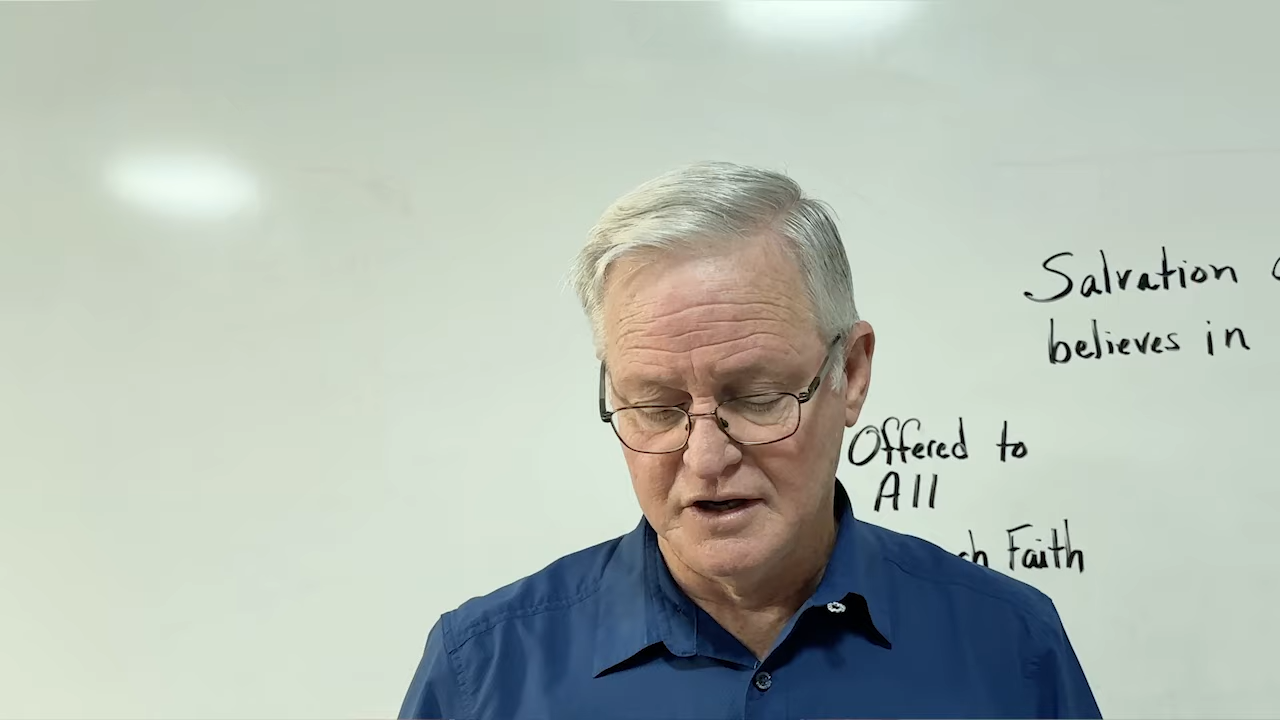 Salvation
believes in
Offered to
All
Faith